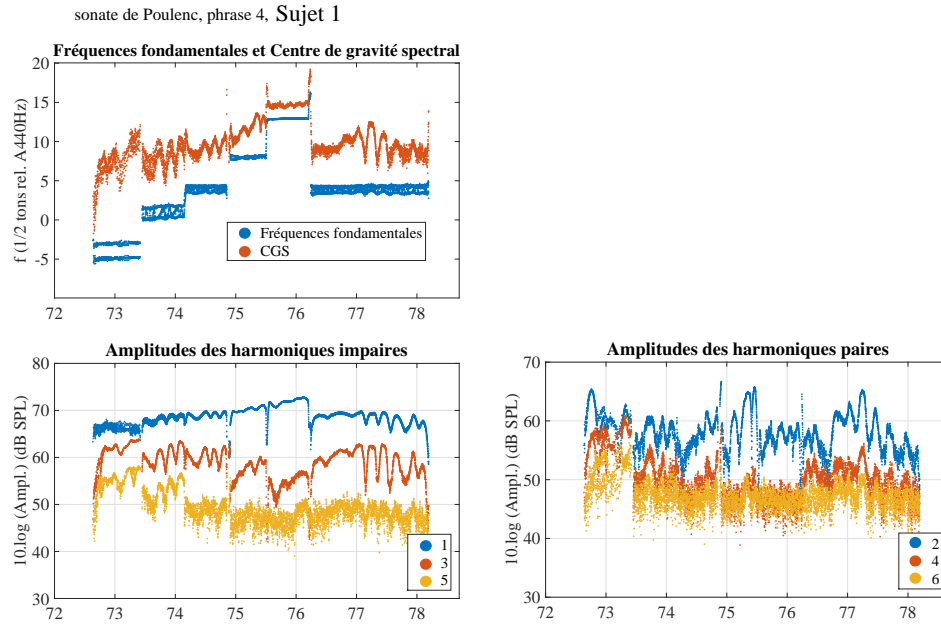 sonate de Poulenc, phrase 4, Sujet 1
Fréquences fondamentales et Centre de gravité spectral
f (1/2 tons rel. A440Hz)
20
15
10
5
0
-5
Fréquences fondamentales
CGS
72 73 74 75 76 77 78
Amplitudes des harmoniques impaires
10.log (Ampl.) (dB SPL)
80
70
60
50
40
30
1
3
5
72 73 74 75 76 77 78
Amplitudes des harmoniques paires
10.log (Ampl.) (dB SPL)
70
60
50
40
30
2
4
6
72 73 74 75 76 77 78